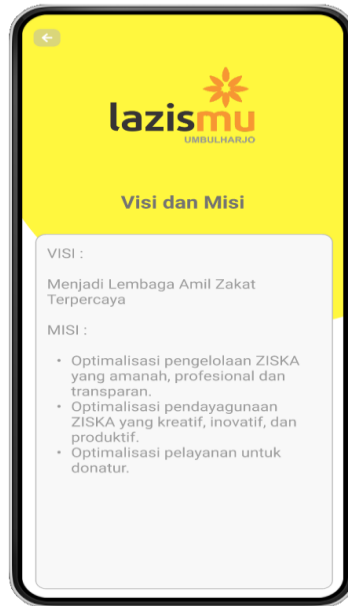 lazismu
UMBULHARJO
Visi dan Misi
VISI :
Menjadi Lembaga Amil Zakat
Terpercaya
MISI :
• Optimalisasi pengelolaan ZISKA
yang amanah, profesional dan
transparan.
• Optimalisasi pendayagunaan
ZISKA yang kreatif, inovatif, dan
produktif.
• Optimalisasi pelayanan untuk
donatur.